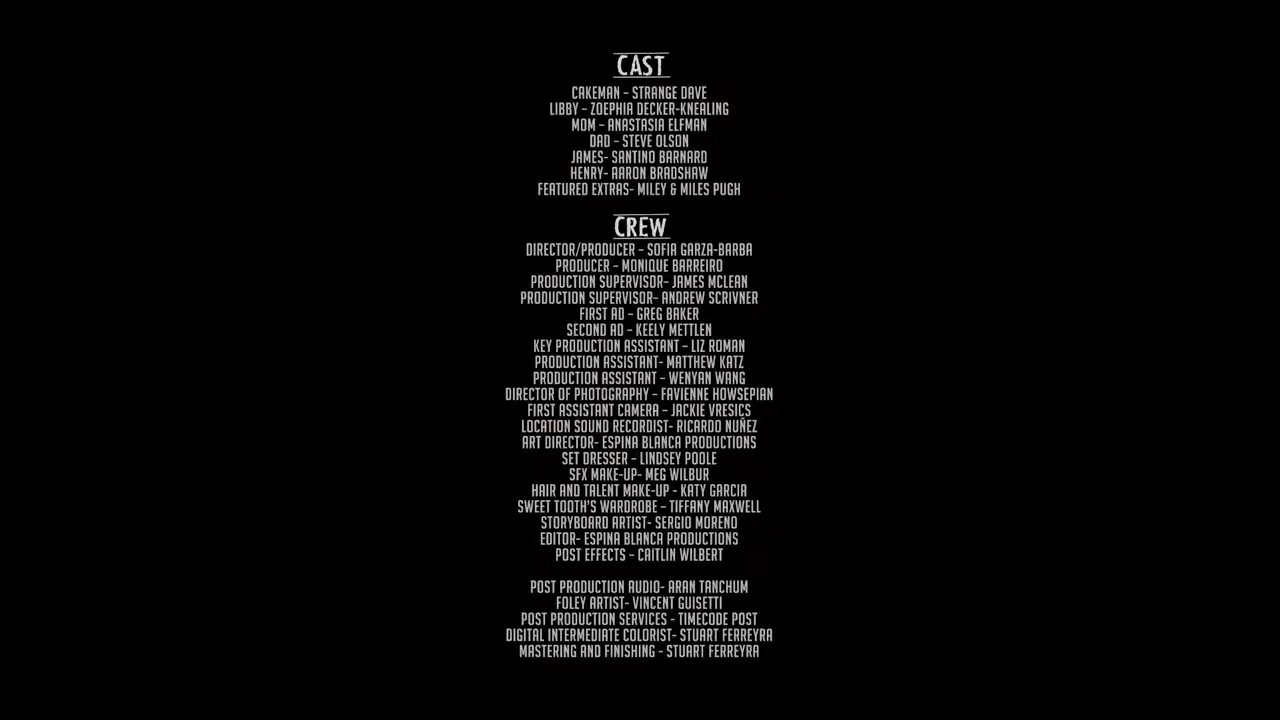 CAST
CAKEMAN – STRANGE DAVE
LIBBY – ZOEPHIA DECKER-KNEALING
MOM – ANASTASIA ELFMAN
DAD – STEVE OLSON
JAMES- SANTINO BARNARD
HENRY- AARON BRADSHAW
FEATURED EXTRAS- MILEY & MILES PUGH
CREW
DIRECTOR/PRODUCER – SOFIA GARZA-BARBA
PRODUCER – MONIQUE BARREIRO
PRODUCTION SUPERVISOR- JAMES MCLEAN
PRODUCTION SUPERVISOR- ANDREW SCRIVNER
FIRST AD – GREG BAKER
SECOND AD – KEELY METTLEN
KEY PRODUCTION ASSISTANT – LIZ ROMAN
PRODUCTION ASSISTANT- MATTHEW KATZ
PRODUCTION ASSISTANT – WENYAN WANG
DIRECTOR OF PHOTOGRAPHY – FAVIENNE HOWSEPIAN
FIRST ASSISTANT CAMERA – JACKIE VRESICS
LOCATION SOUND RECORDIST- RICARDO NUÑEZ
ART DIRECTOR- ESPINA BLANCA PRODUCTIONS
SET DRESSER – LINDSEY POOLE
SFX MAKE-UP- MEG WILBUR
HAIR AND TALENT MAKE-UP - KATY GARCIA
SWEET TOOTH'S WARDROBE – TIFFANY MAXWELL
STORYBOARD ARTIST- SERGIO MORENO
EDITOR- ESPINA BLANCA PRODUCTIONS
POST EFFECTS – CAITLIN WILBERT
POST PRODUCTION AUDIO- ARAN TANCHUM
FOLEY ARTIST- VINCENT GUISETTI
POST PRODUCTION SERVICES - TIMECODE POST
DIGITAL INTERMEDIATE COLORIST- STUART FERREYRA
MASTERING AND FINISHING - STUART FERREYRA